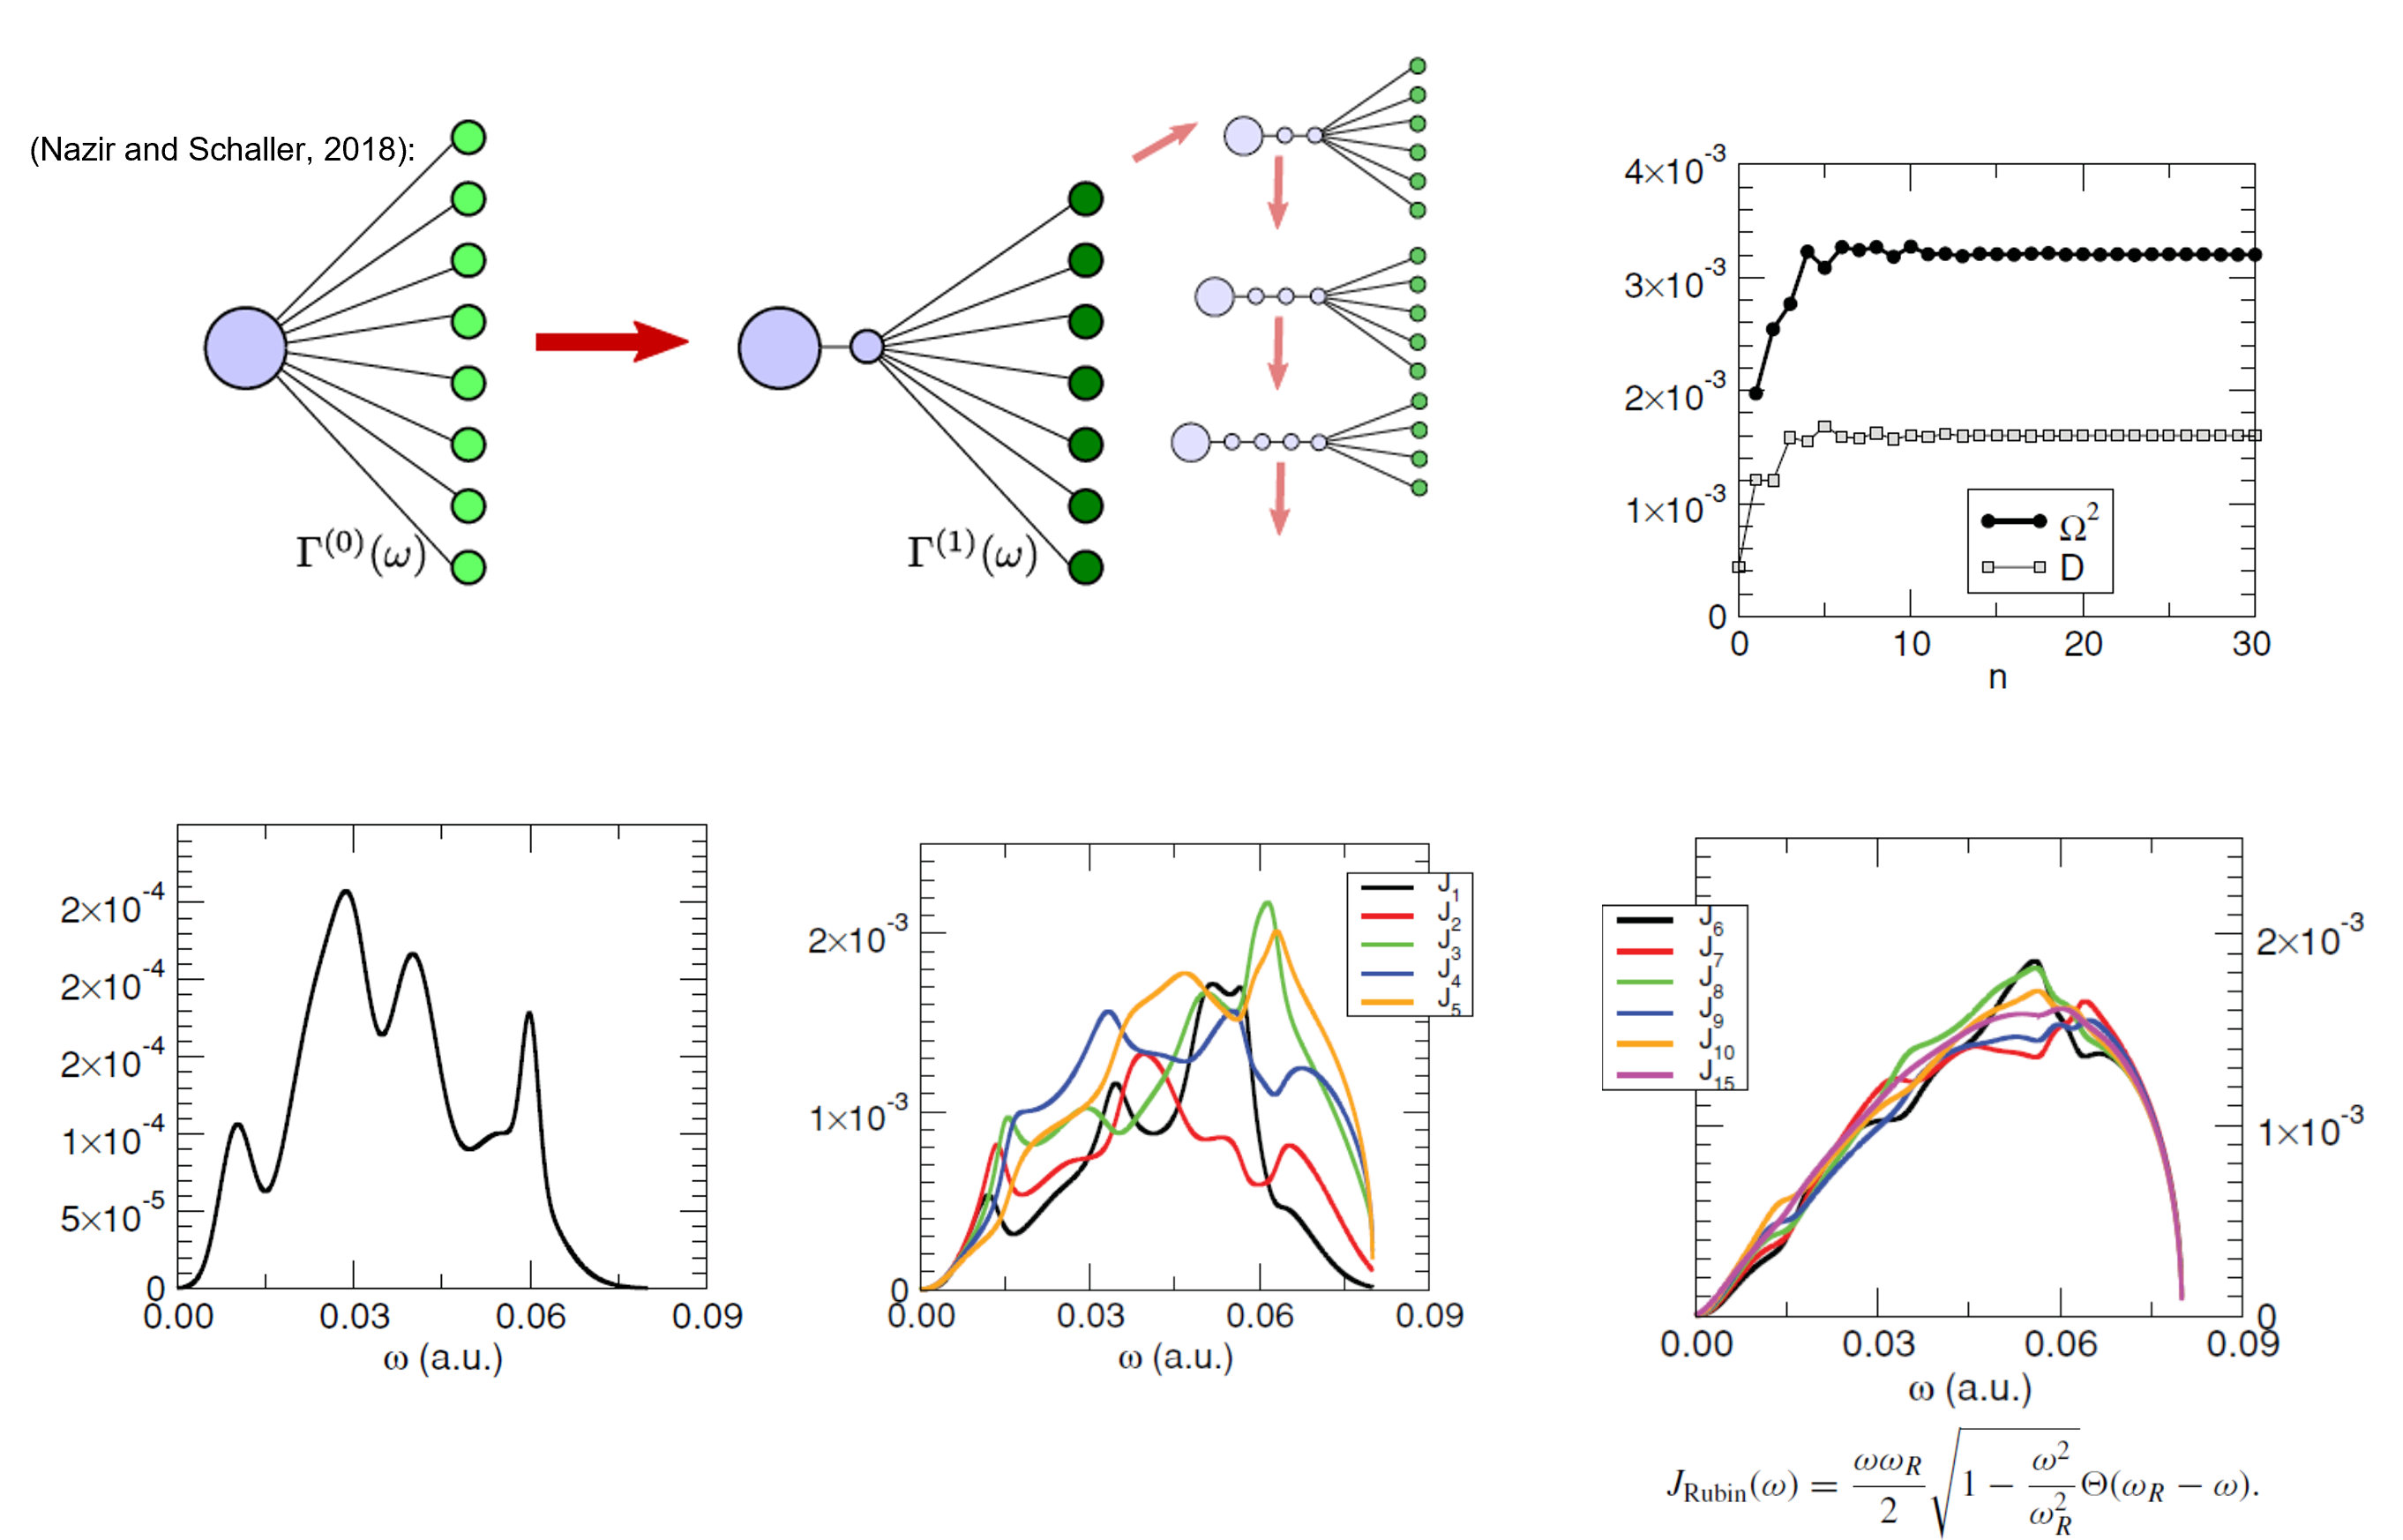 (Nazir and Schaller, 2018):
Γ⁽⁰⁾(ω)
Γ⁽¹⁾(ω)
4×10⁻³
3×10⁻³
2×10⁻³
1×10⁻³
0
Ω²
D
0 10 20 30
n
2×10⁻⁴
2×10⁻⁴
2×10⁻⁴
1×10⁻⁴
5×10⁻⁵
0
0.00 0.03 0.06 0.09
ω (a.u.)
2×10⁻³
1×10⁻³
0
J₁
J₂
J₃
J₄
J₅
0.00 0.03 0.06 0.09
ω (a.u.)
J₆
J₇
J₈
J₉
J₁₀
J₁₅
2×10⁻³
1×10⁻³
0
0.00 0.03 0.06 0.09
ω (a.u.)
J_Rubin(ω) = ωω_R/2 √(1 − ω²/ω_R²) Θ(ω_R − ω).